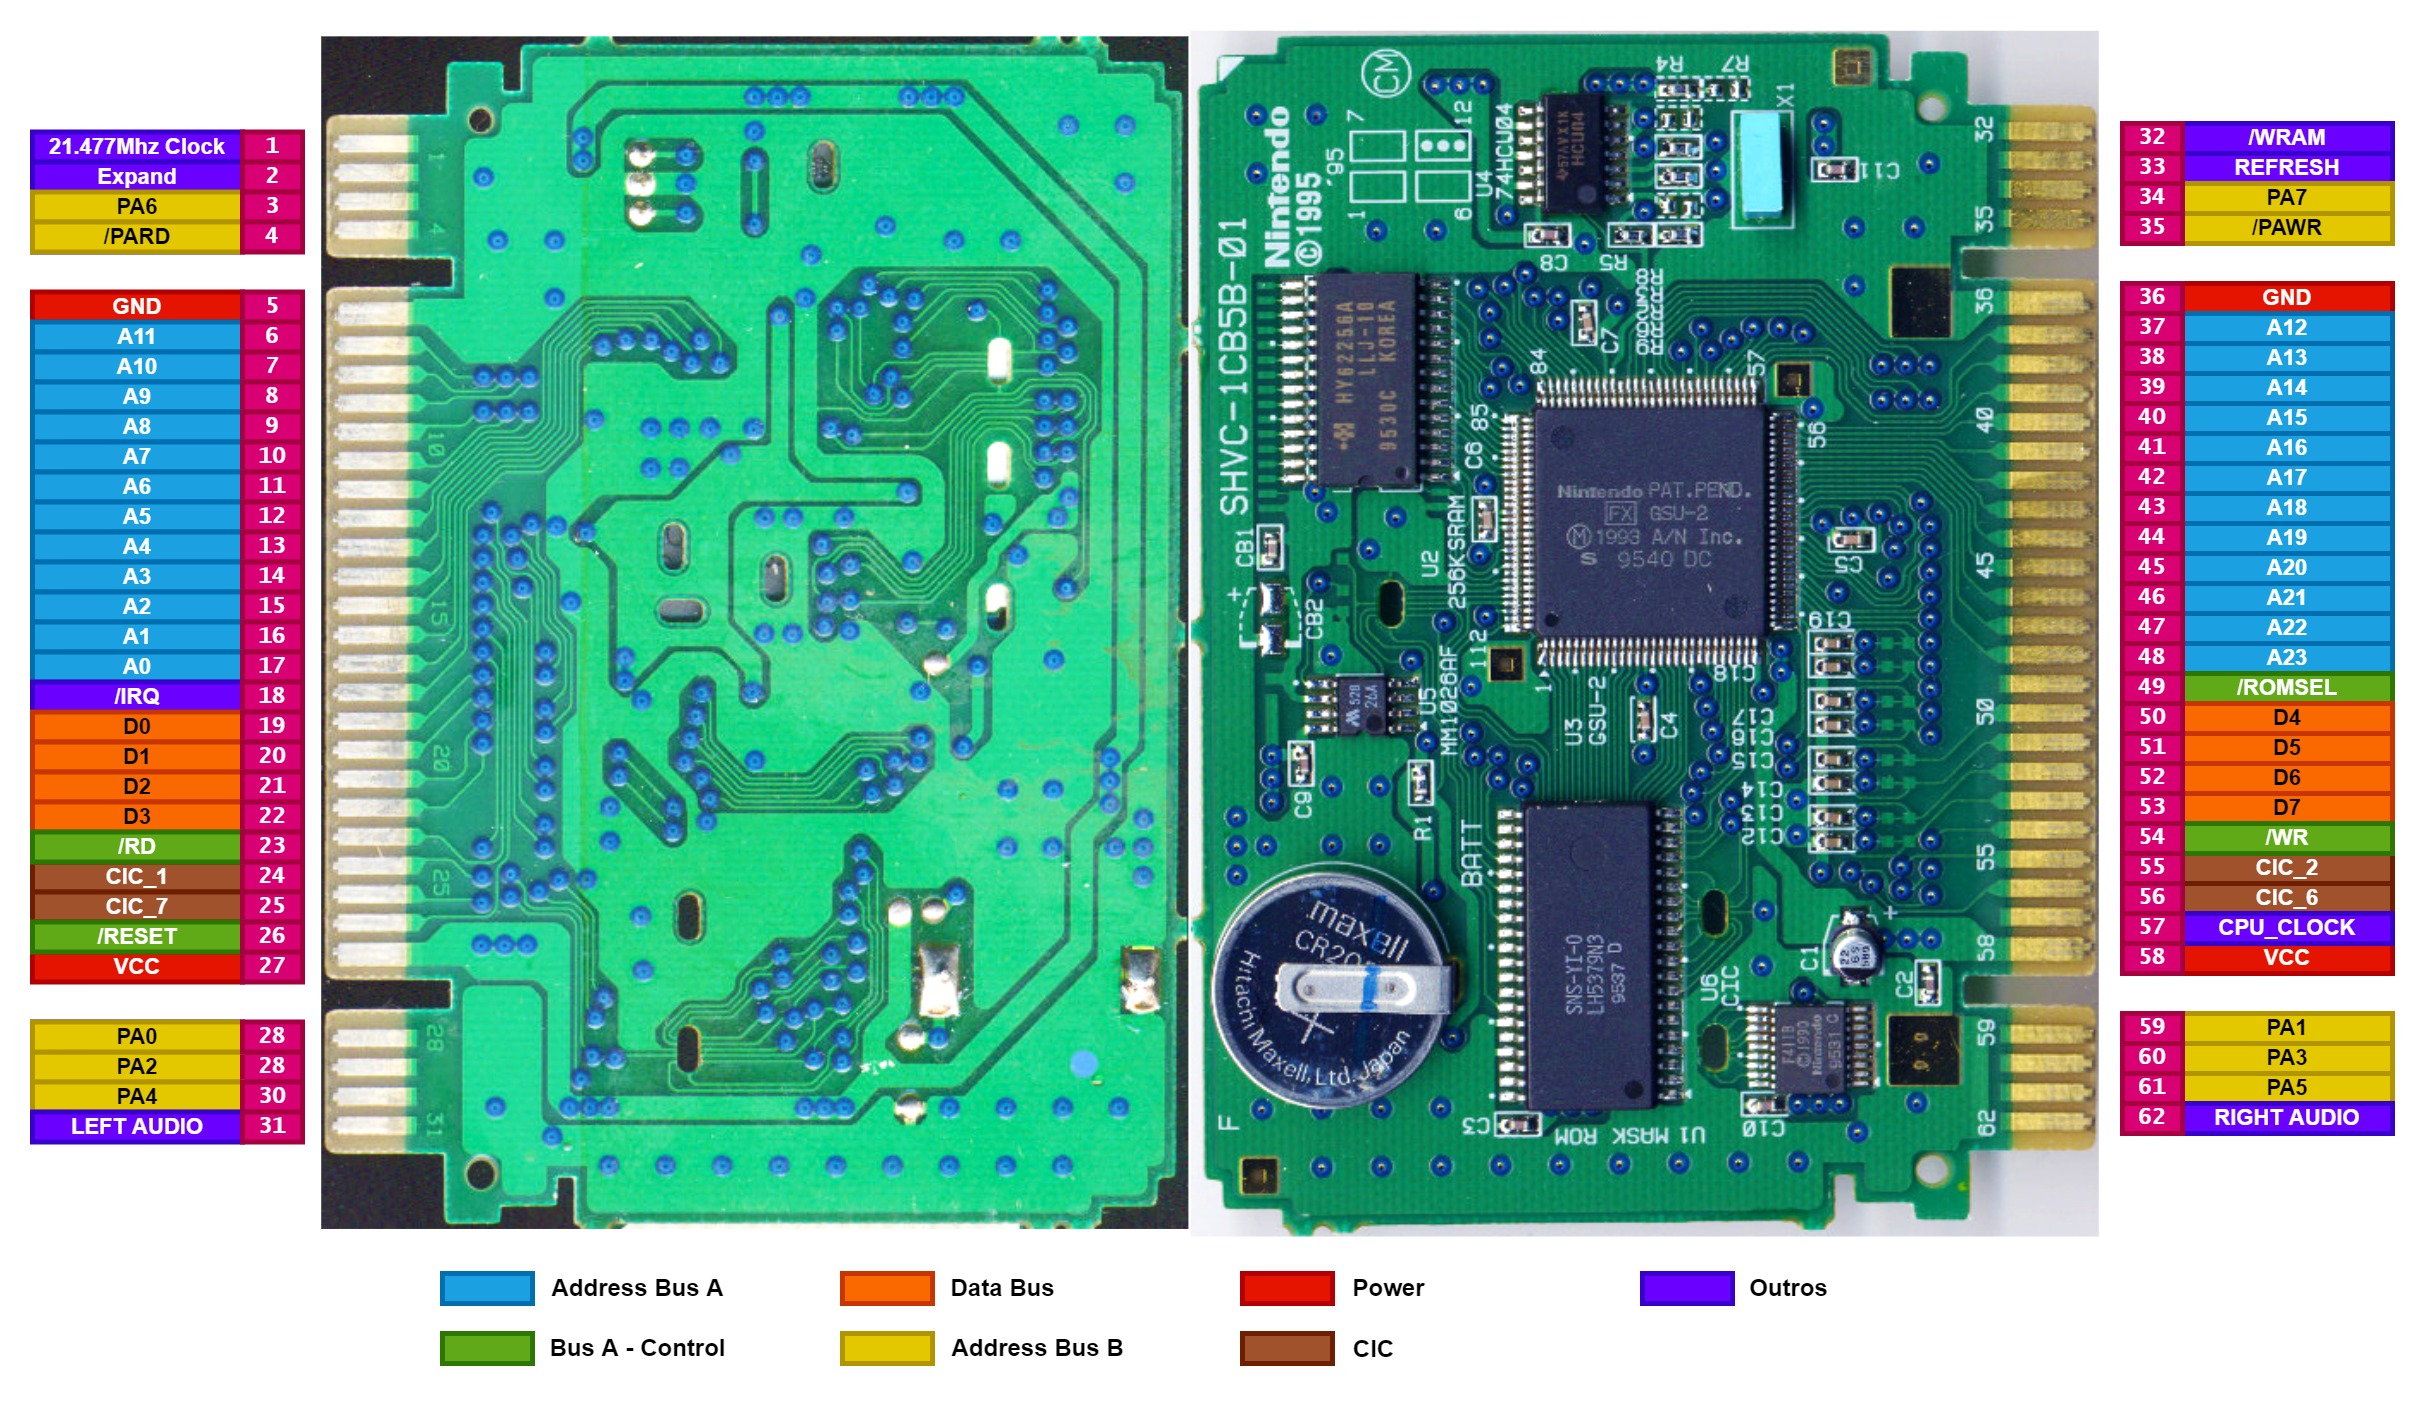 21.477Mhz Clock 1
Expand 2
PA6 3
/PARD 4
GND 5
A11 6
A10 7
A9 8
A8 9
A7 10
A6 11
A5 12
A4 13
A3 14
A2 15
A1 16
A0 17
/IRQ 18
D0 19
D1 20
D2 21
D3 22
/RD 23
CIC_1 24
CIC_7 25
/RESET 26
VCC 27
PA0 28
PA2 28
PA4 30
LEFT AUDIO 31
1
4
10
15
20
25
28
31
CM
Nintendo
©1995
'95
7
12
1
6
SHVC-1CB5B-01
U4
74HCU04
57AVX1K
HCU04
R4
R7
X1
C11
C8
R5
C7
HY62256A
LJ-10
9530C KOREA
84
57
85
56
C6
CB1
CB2
U2
256KSRAM
112
1
Nintendo PAT.PEND.
FX GSU-2
M 1993 A/N Inc.
S 9540 DC
C5
C19
C18
C17
C16
C15
C14
C13
C12
U3
GSU-2
C4
52B
26A
U5
MM1026AF
C9
R1
BATT
+
maxell
Hitachi Maxell, Ltd. Japan
SNS-YI-0
LH5379N3
9537 D
U1 MASK ROM
C3
C1
+
C2
U6
CIC
F411B
©1990
Nintendo
9531 C
C10
F
32
35
36
40
45
50
55
58
59
62
32 /WRAM
33 REFRESH
34 PA7
35 /PAWR
36 GND
37 A12
38 A13
39 A14
40 A15
41 A16
42 A17
43 A18
44 A19
45 A20
46 A21
47 A22
48 A23
49 /ROMSEL
50 D4
51 D5
52 D6
53 D7
54 /WR
55 CIC_2
56 CIC_6
57 CPU_CLOCK
58 VCC
59 PA1
60 PA3
61 PA5
62 RIGHT AUDIO
Address Bus A
Data Bus
Power
Outros
Bus A - Control
Address Bus B
CIC